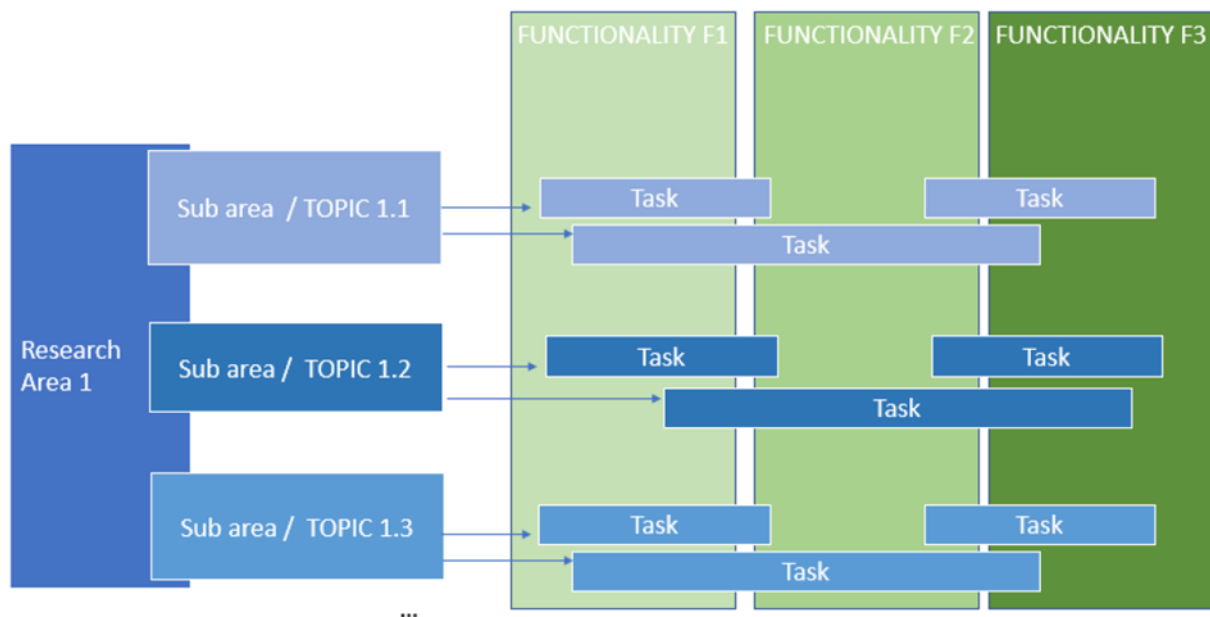 FUNCTIONALITY F1
FUNCTIONALITY F2
FUNCTIONALITY F3
Research
Area 1
Sub area / TOPIC 1.1
Task
Task
Task
Sub area / TOPIC 1.2
Task
Task
Task
Sub area / TOPIC 1.3
Task
Task
Task
...